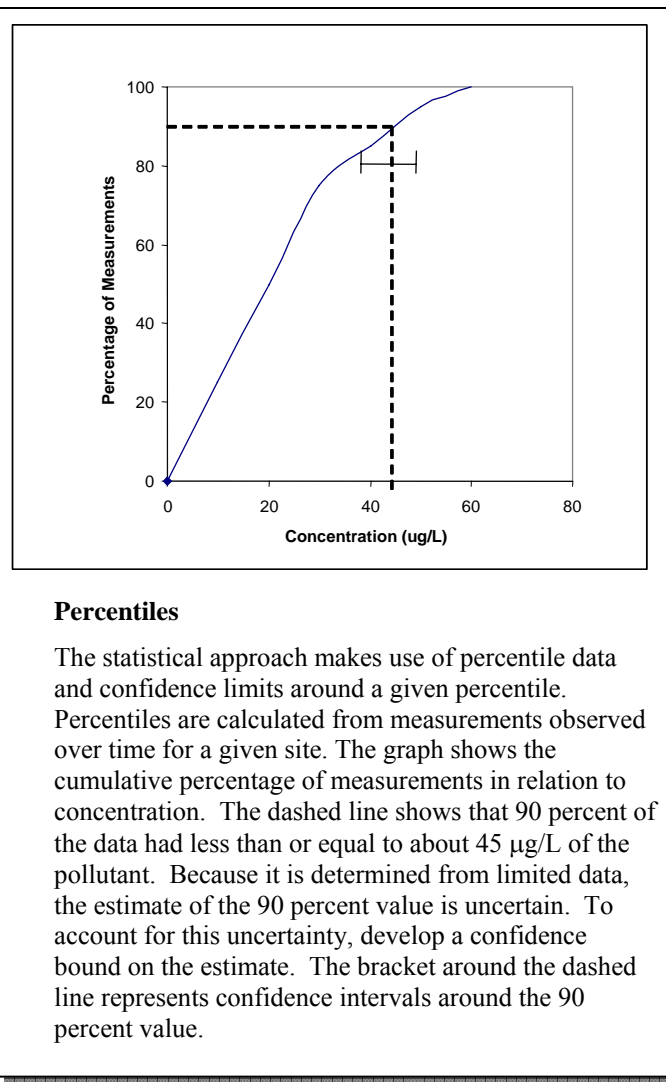 100
80
60
40
20
0
Percentage of Measurements
0 20 40 60 80
Concentration (ug/L)
Percentiles
The statistical approach makes use of percentile data
and confidence limits around a given percentile.
Percentiles are calculated from measurements observed
over time for a given site. The graph shows the
cumulative percentage of measurements in relation to
concentration. The dashed line shows that 90 percent of
the data had less than or equal to about 45 µg/L of the
pollutant. Because it is determined from limited data,
the estimate of the 90 percent value is uncertain. To
account for this uncertainty, develop a confidence
bound on the estimate. The bracket around the dashed
line represents confidence intervals around the 90
percent value.